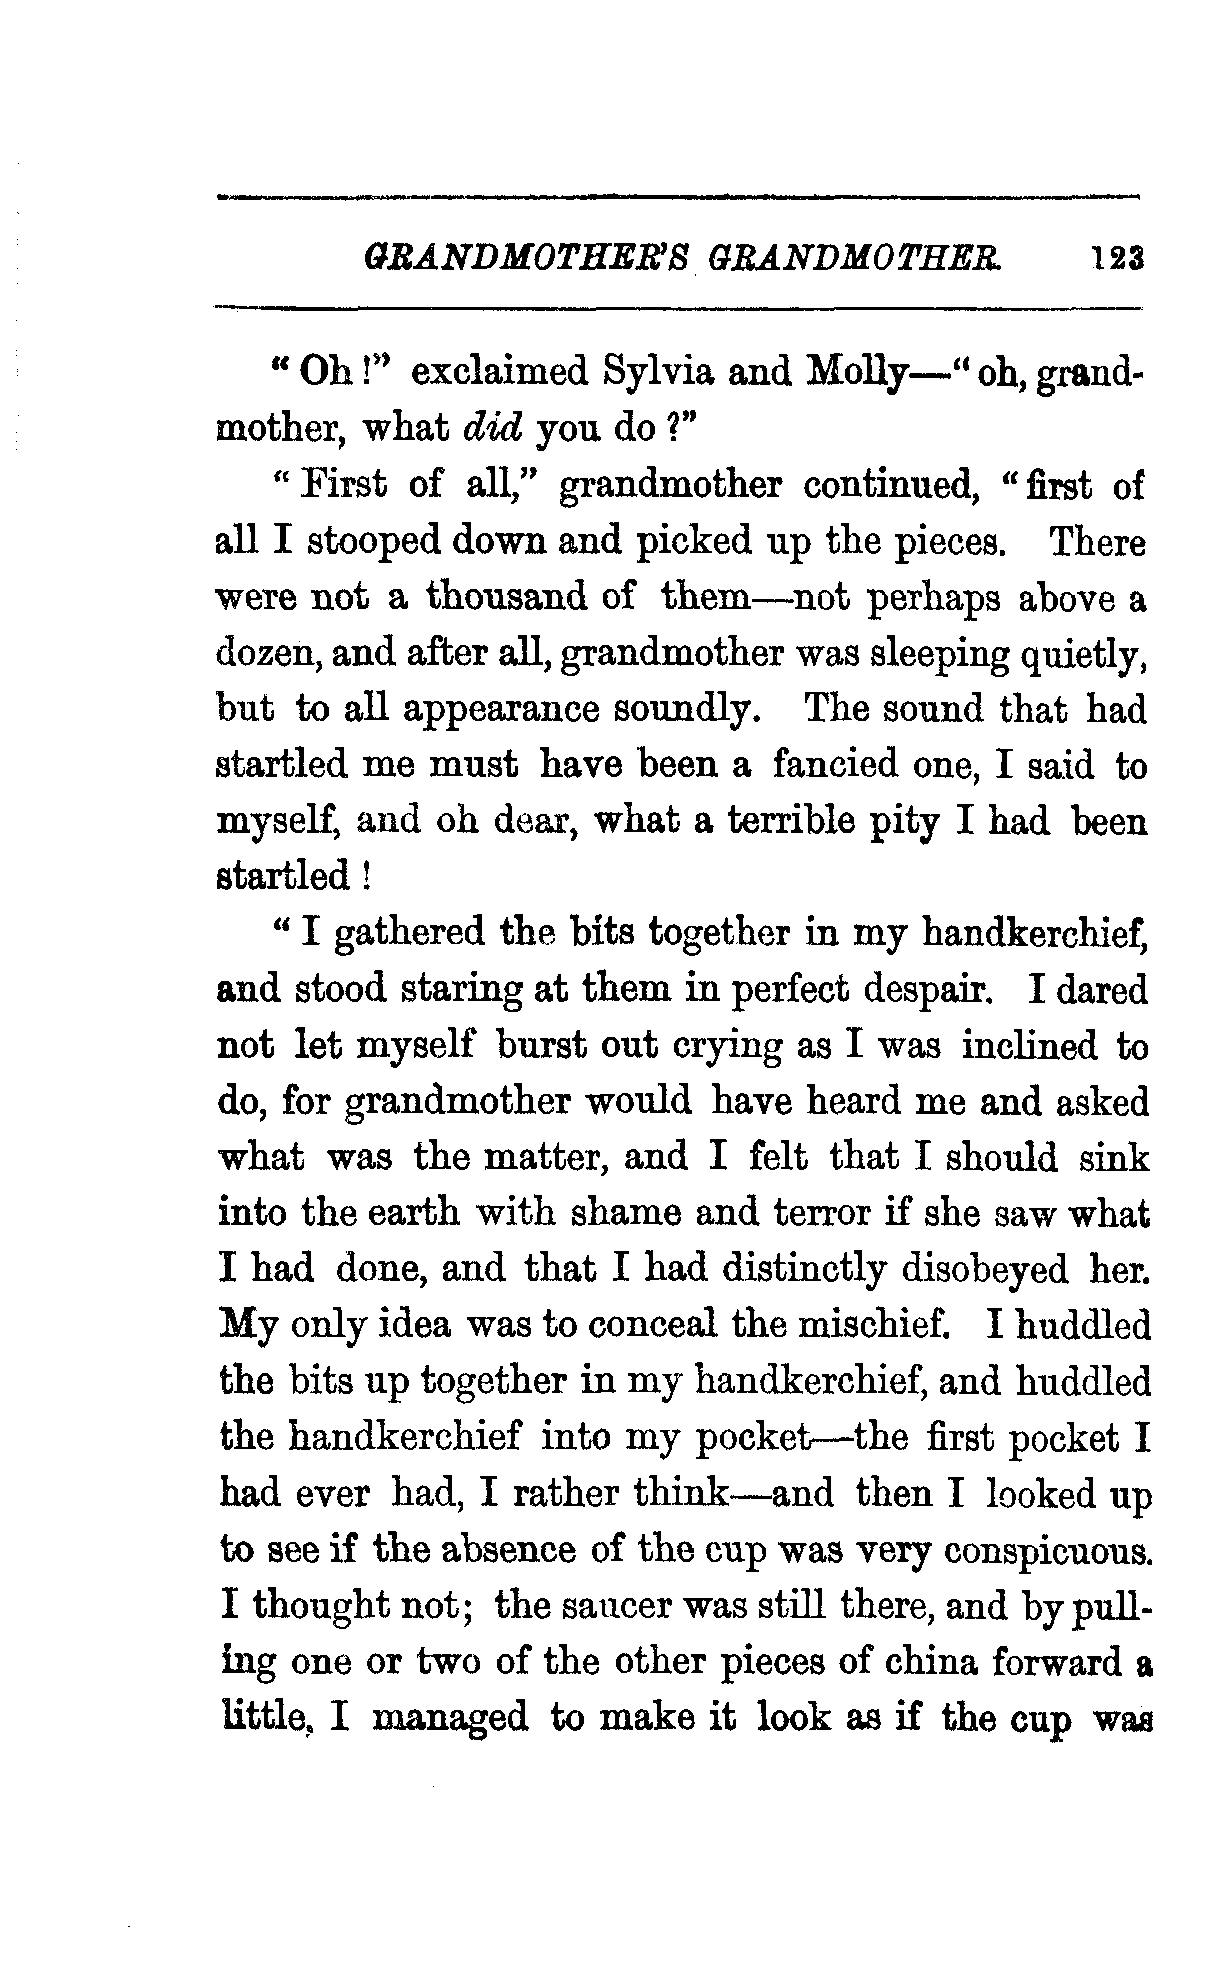 GRANDMOTHER'S GRANDMOTHER. 123
"Oh!" exclaimed Sylvia and Molly—"oh, grand-
mother, what did you do?"
"First of all," grandmother continued, "first of
all I stooped down and picked up the pieces. There
were not a thousand of them—not perhaps above a
dozen, and after all, grandmother was sleeping quietly,
but to all appearance soundly. The sound that had
startled me must have been a fancied one, I said to
myself, and oh dear, what a terrible pity I had been
startled!
"I gathered the bits together in my handkerchief,
and stood staring at them in perfect despair. I dared
not let myself burst out crying as I was inclined to
do, for grandmother would have heard me and asked
what was the matter, and I felt that I should sink
into the earth with shame and terror if she saw what
I had done, and that I had distinctly disobeyed her.
My only idea was to conceal the mischief. I huddled
the bits up together in my handkerchief, and huddled
the handkerchief into my pocket—the first pocket I
had ever had, I rather think—and then I looked up
to see if the absence of the cup was very conspicuous.
I thought not; the saucer was still there, and by pull-
ing one or two of the other pieces of china forward a
little, I managed to make it look as if the cup was